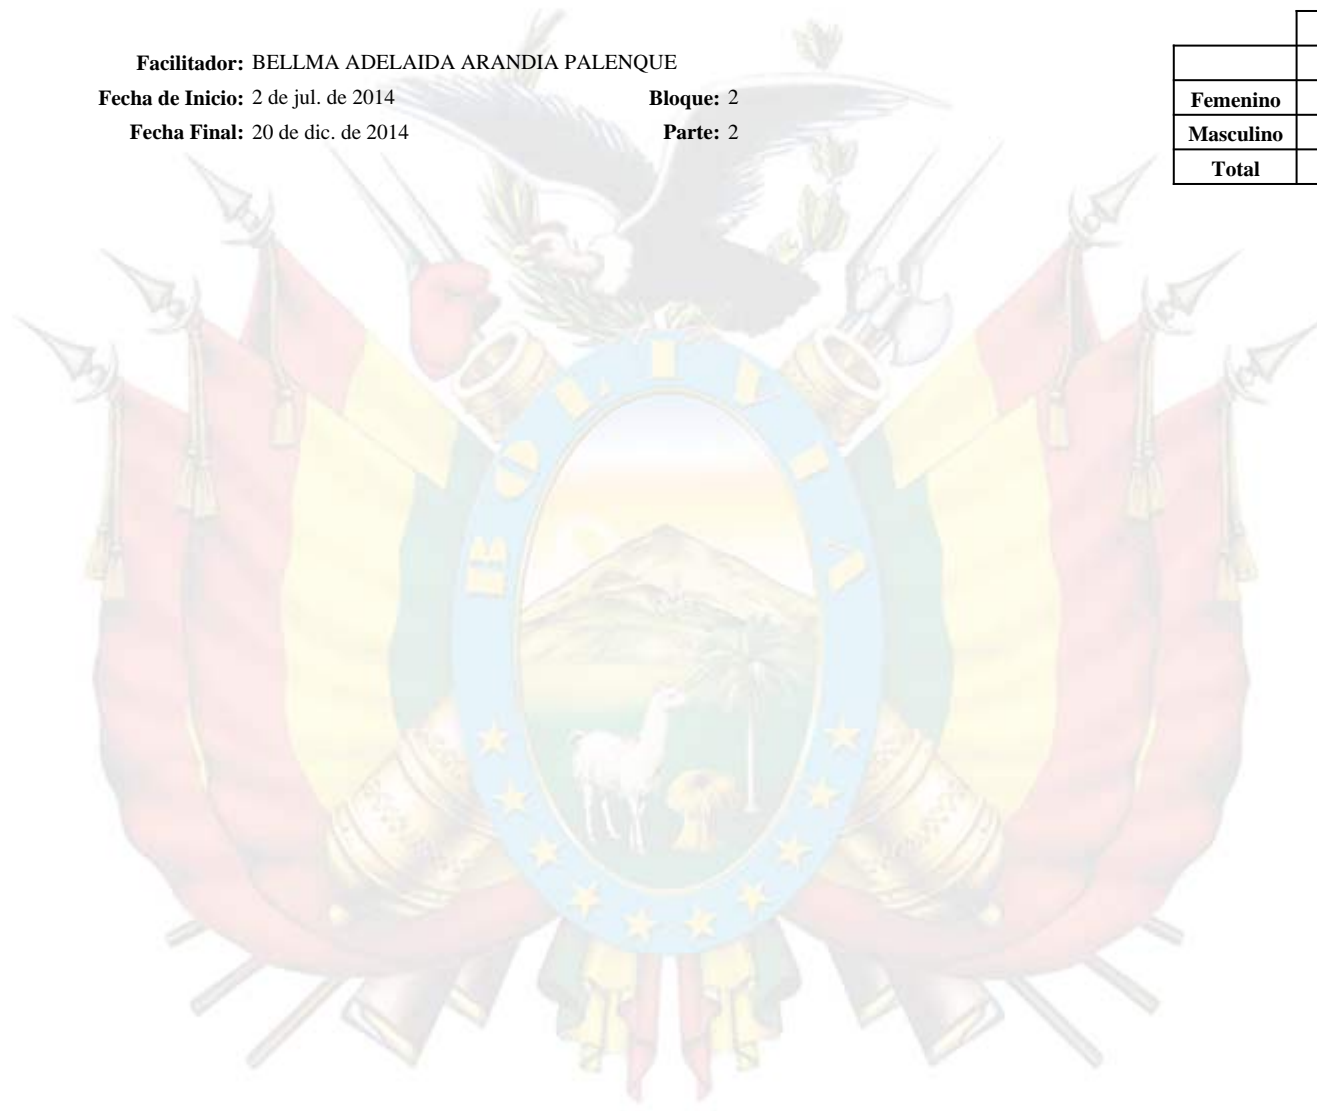 Facilitador: BELLMA ADELAIDA ARANDIA PALENQUE
Fecha de Inicio: 2 de jul. de 2014 Bloque: 2
Fecha Final: 20 de dic. de 2014 Parte: 2
Femenino
Masculino
Total
BOLIVIA